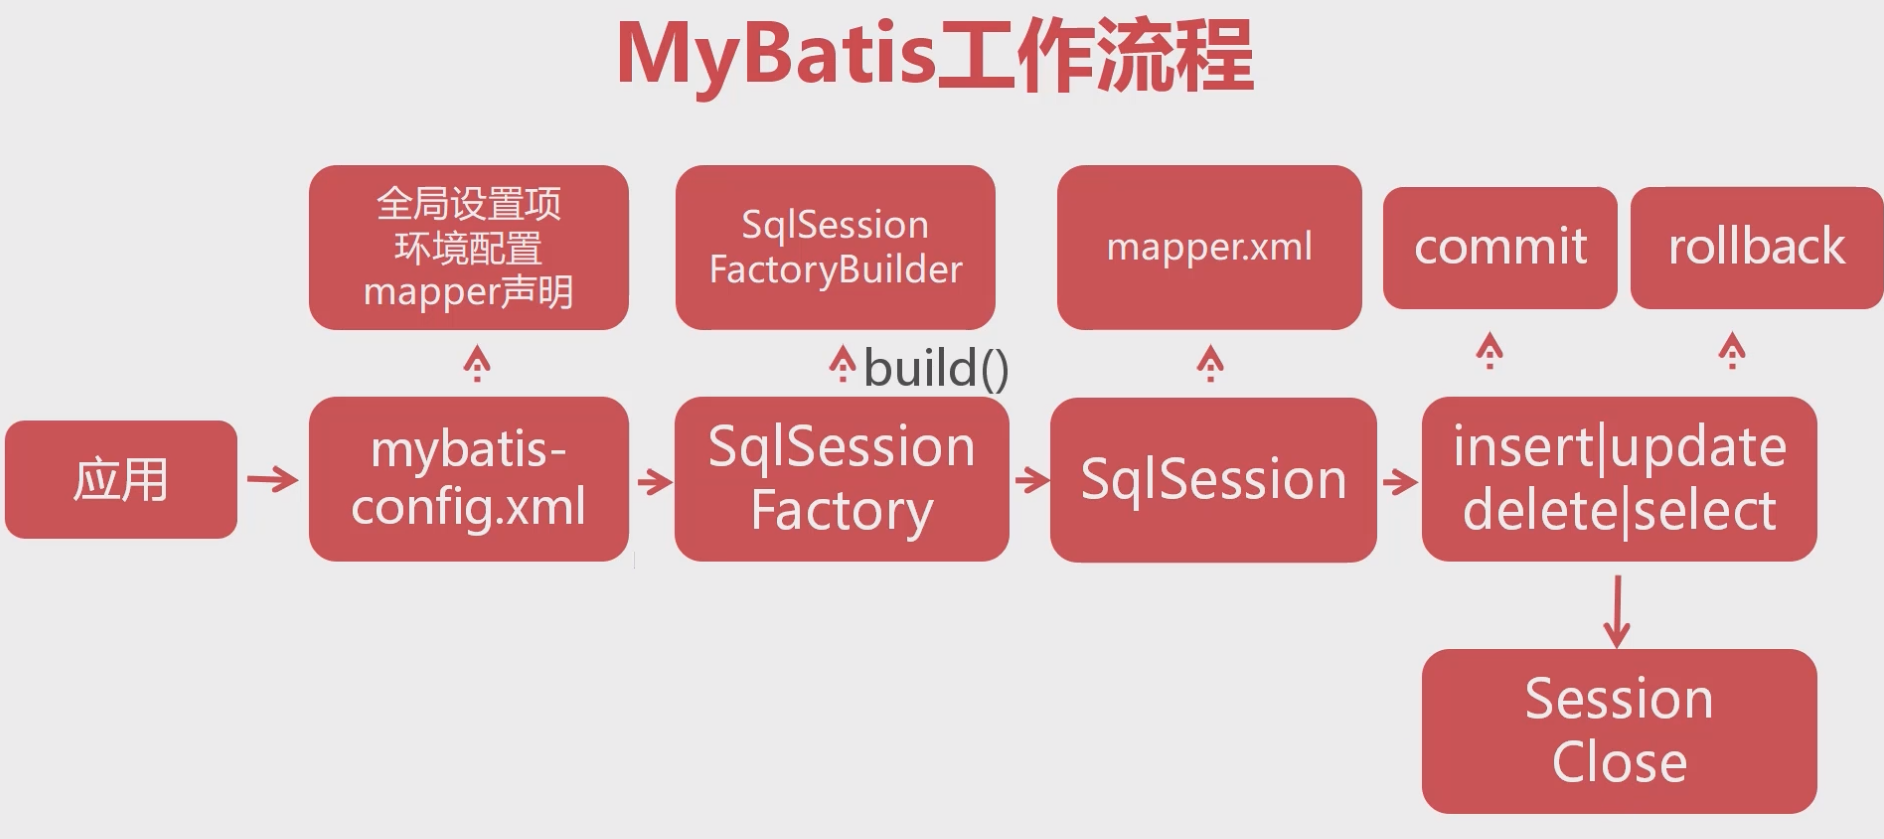 MyBatis工作流程
全局设置项
环境配置
mapper声明
SqlSession
FactoryBuilder
mapper.xml
commit
rollback
build()
应用
mybatis-
config.xml
SqlSession
Factory
SqlSession
insert|update
delete|select
Session
Close